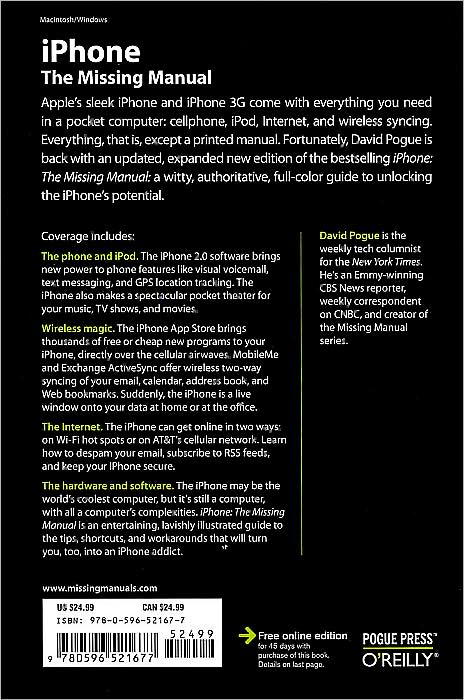 Macintosh/Windows
iPhone
The Missing Manual
Apple's sleek iPhone and iPhone 3G come with everything you need
in a pocket computer: cellphone, iPod, Internet, and wireless syncing.
Everything, that is, except a printed manual. Fortunately, David Pogue is
back with an updated, expanded new edition of the bestselling iPhone:
The Missing Manual: a witty, authoritative, full-color guide to unlocking
the iPhone's potential.
Coverage includes:
The phone and iPod. The iPhone 2.0 software brings
new power to phone features like visual voicemail,
text messaging, and GPS location tracking. The
iPhone also makes a spectacular pocket theater for
your music, TV shows, and movies.
Wireless magic. The iPhone App Store brings
thousands of free or cheap new programs to your
iPhone, directly over the cellular airwaves. MobileMe
and Exchange ActiveSync offer wireless two-way
syncing of your email, calendar, address book, and
Web bookmarks. Suddenly, the iPhone is a live
window onto your data at home or at the office.
The Internet. The iPhone can get online in two ways:
on Wi-Fi hot spots or on AT&T's cellular network. Learn
how to despam your email, subscribe to RSS feeds,
and keep your iPhone secure.
The hardware and software. The iPhone may be the
world's coolest computer, but it's still a computer,
with all a computer's complexities. iPhone: The Missing
Manual is an entertaining, lavishly illustrated guide to
the tips, shortcuts, and workarounds that will turn
you, too, into an iPhone addict.
David Pogue is the
weekly tech columnist
for the New York Times.
He's an Emmy-winning
CBS News reporter,
weekly correspondent
on CNBC, and creator of
the Missing Manual
series.
www.missingmanuals.com
US $24.99 CAN $24.99
ISBN: 978-0-596-52167-7
52499
9 780596 521677
Free online edition
for 45 days with
purchase of this book.
Details on last page.
POGUE PRESS™
O'REILLY®